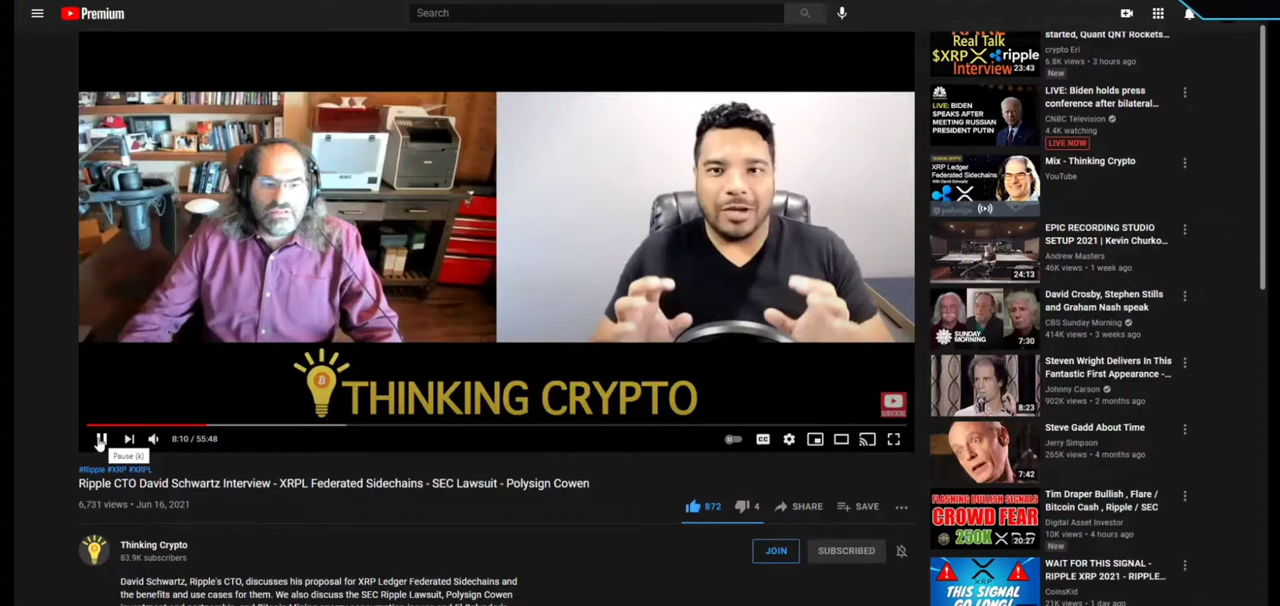 Premium
Search
started, Quant QNT Rockets...
crypto Eri
6.8K views • 3 hours ago
New
Real Talk
$XRP ripple
Interview
23:43
LIVE: Biden holds press
conference after bilateral...
CNBC Television
4.4K watching
LIVE NOW
LIVE:
BIDEN
SPEAKS AFTER
MEETING RUSSIAN
PRESIDENT PUTIN
Mix - Thinking Crypto
YouTube
THINKING CRYPTO
XRP Ledger
Federated Sidechains
With David Schwartz
polysign
EPIC RECORDING STUDIO
SETUP 2021 | Kevin Churko...
Andrew Masters
46K views • 1 week ago
24:13
David Crosby, Stephen Stills
and Graham Nash speak
CBS Sunday Morning
414K views • 3 weeks ago
SUNDAY
MORNING
7:30
Steven Wright Delivers In This
Fantastic First Appearance -...
Johnny Carson
902K views • 2 months ago
8:23
Steve Gadd About Time
Jerry Simpson
265K views • 4 months ago
7:42
Tim Draper Bullish , Flare /
Bitcoin Cash , Ripple / SEC
Digital Asset Investor
10K views • 4 hours ago
New
FLASHING BULLISH SIGNALS
CROWD FEAR
250K
20:27
WAIT FOR THIS SIGNAL -
RIPPLE XRP 2021 - RIPPLE...
CoinsKid
21K views • 1 day ago
XRP
THIS SIGNAL
THINKING CRYPTO
SUBSCRIBE
8:10 / 55:48
CC
Pause (k)
#Ripple #XRP #XRPL
Ripple CTO David Schwartz Interview - XRPL Federated Sidechains - SEC Lawsuit - Polysign Cowen
6,731 views • Jun 16, 2021
872
4
SHARE
SAVE
Thinking Crypto
83.9K subscribers
JOIN
SUBSCRIBED
David Schwartz, Ripple's CTO, discusses his proposal for XRP Ledger Federated Sidechains and
the benefits and use cases for them. We also discuss the SEC Ripple Lawsuit, Polysign Cowen